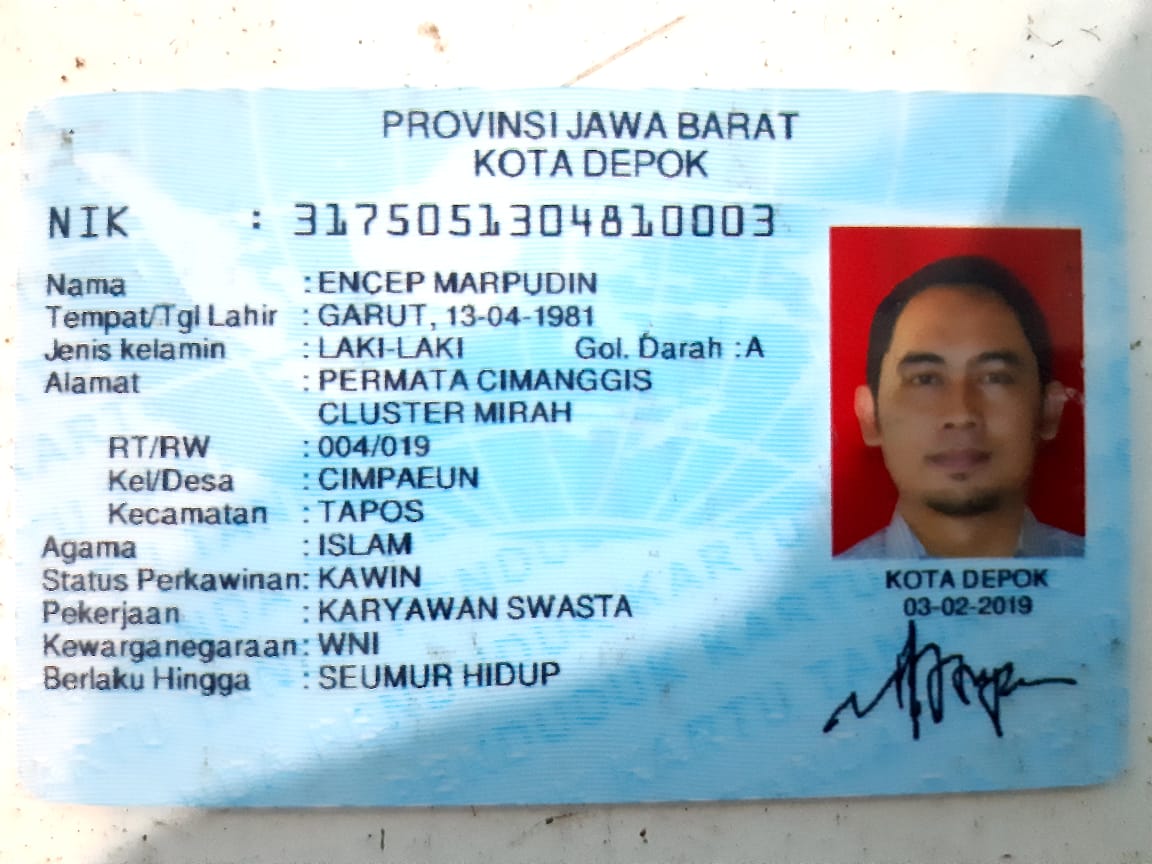 PROVINSI JAWA BARAT
KOTA DEPOK
NIK : 3175051304810003
Nama : ENCEP MARPUDIN
Tempat/Tgl Lahir : GARUT, 13-04-1981
Jenis kelamin : LAKI-LAKI Gol. Darah : A
Alamat : PERMATA CIMANGGIS
CLUSTER MIRAH
RT/RW : 004/019
Kel/Desa : CIMPAEUN
Kecamatan : TAPOS
Agama : ISLAM
Status Perkawinan: KAWIN
Pekerjaan : KARYAWAN SWASTA
Kewarganegaraan: WNI
Berlaku Hingga : SEUMUR HIDUP
KOTA DEPOK
03-02-2019